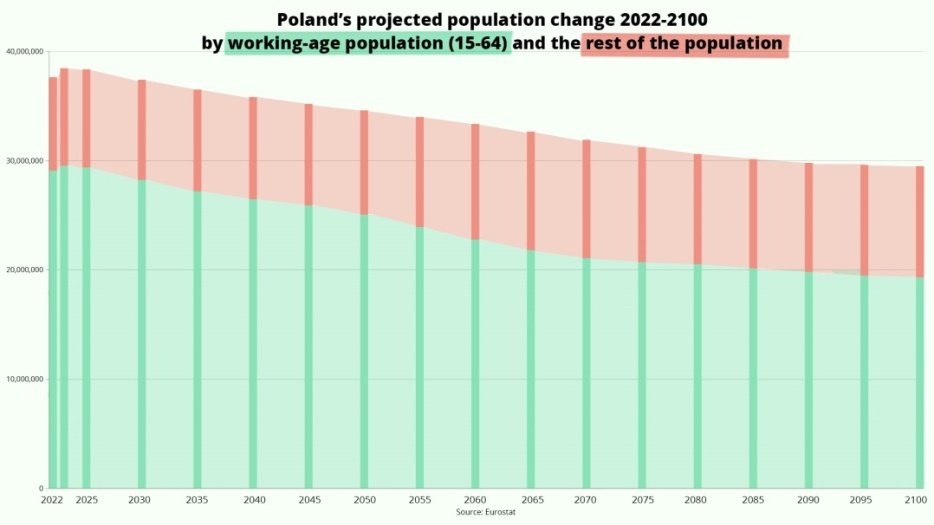 Poland's projected population change 2022-2100
by working-age population (15-64) and the rest of the population
40,000,000
30,000,000
20,000,000
10,000,000
0
2022 2025 2030 2035 2040 2045 2050 2055 2060 2065 2070 2075 2080 2085 2090 2095 2100
Source: Eurostat